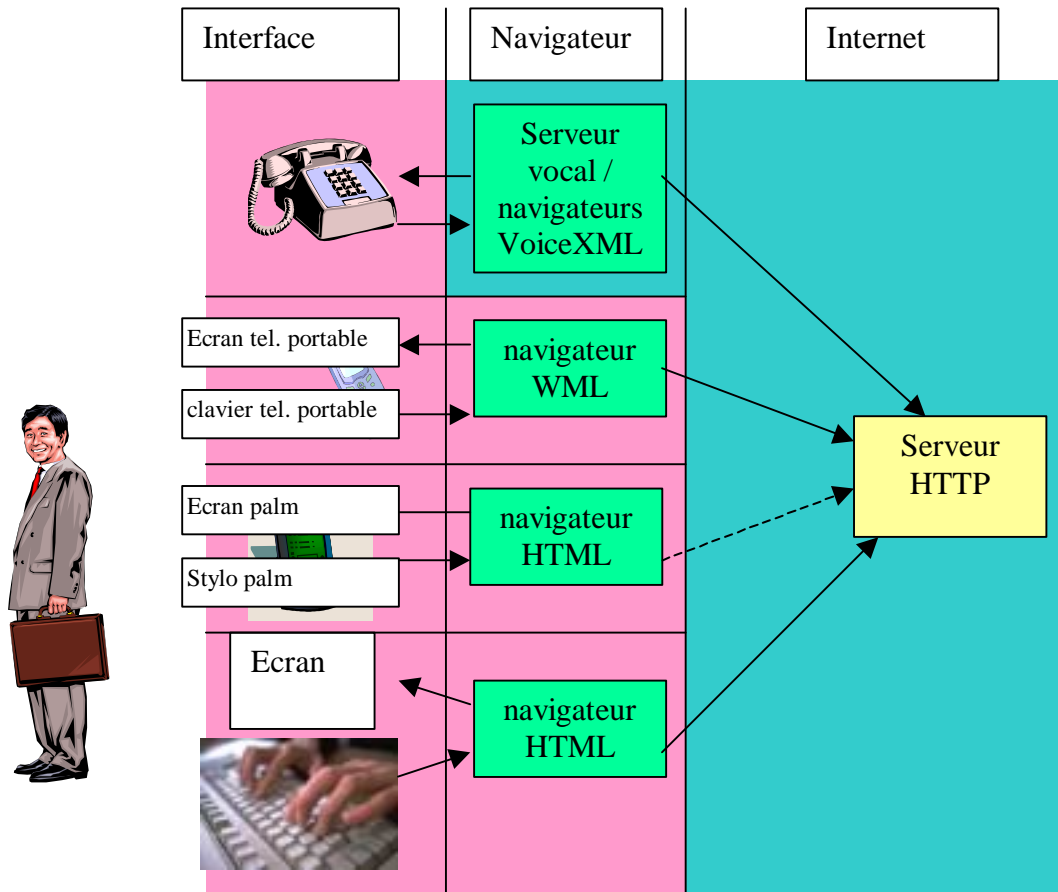 Interface
Navigateur
Internet
Serveur
vocal /
navigateurs
VoiceXML
Ecran tel. portable
clavier tel. portable
navigateur
WML
Serveur
HTTP
Ecran palm
Stylo palm
navigateur
HTML
Ecran
navigateur
HTML